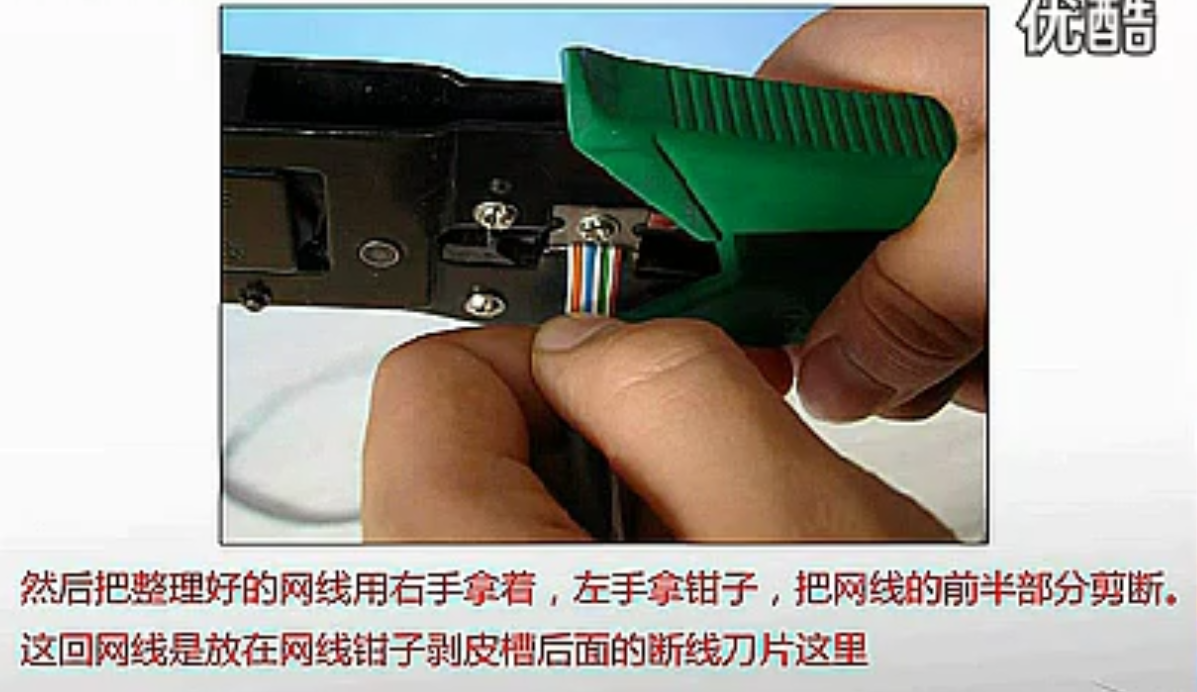 优酷
然后把整理好的网线用右手拿着，左手拿钳子，把网线的前半部分剪断。
这回网线是放在网线钳子剥皮槽后面的断线刀片这里